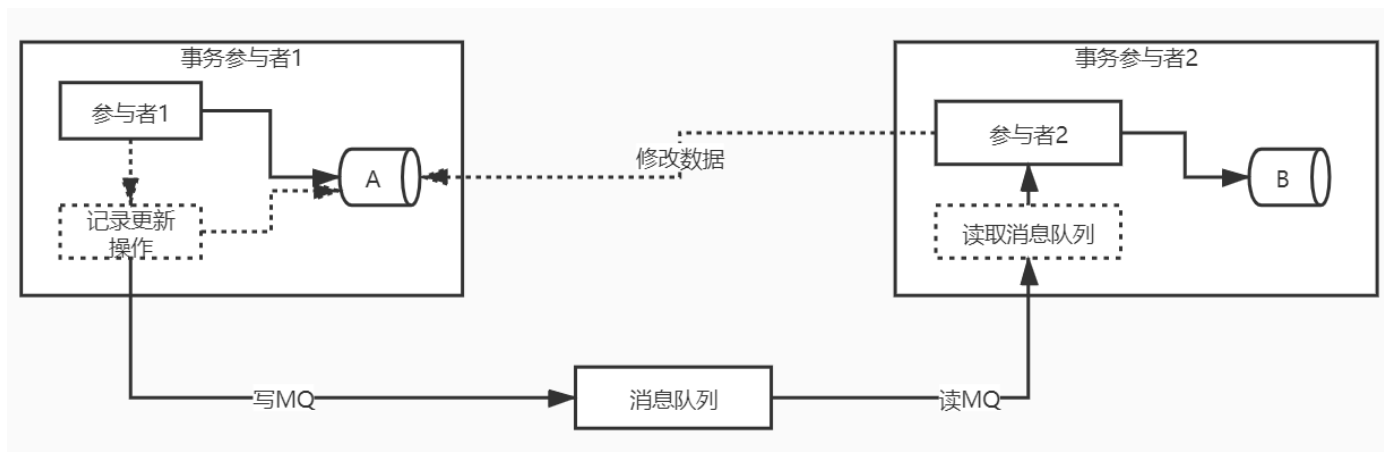 事务参与者1
参与者1
A
记录更新
操作
修改数据
事务参与者2
参与者2
B
读取消息队列
写MQ
消息队列
读MQ